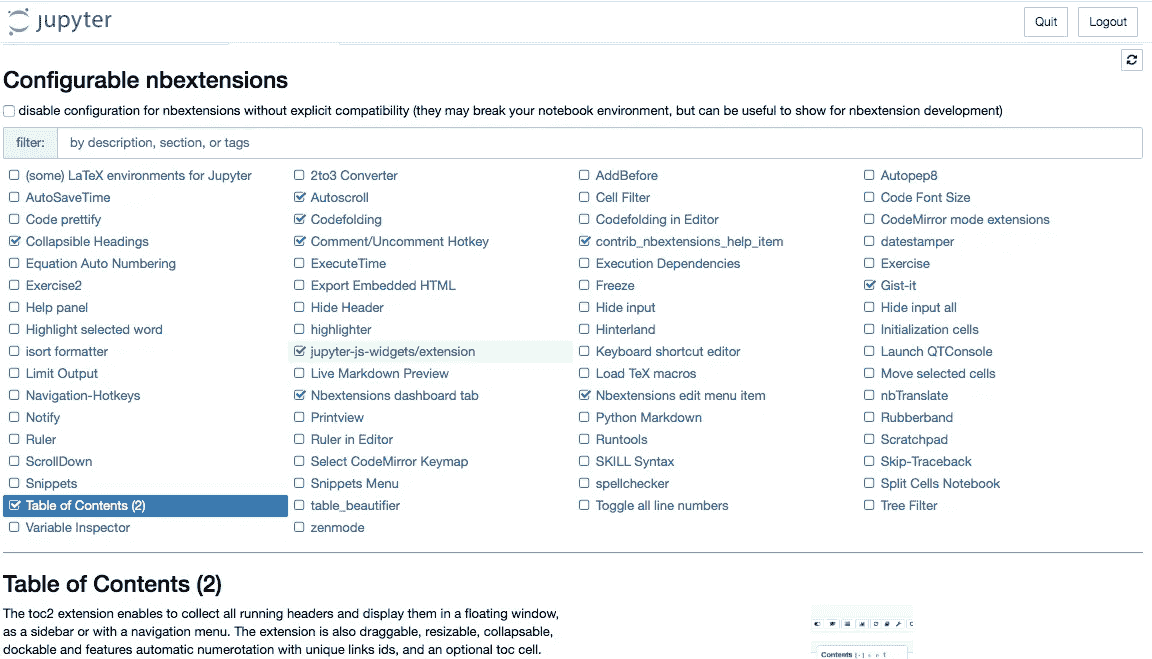 jupyter
Quit
Logout
Configurable nbextensions
disable configuration for nbextensions without explicit compatibility (they may break your notebook environment, but can be useful to show for nbextension development)
filter: by description, section, or tags
(some) LaTeX environments for Jupyter 2to3 Converter AddBefore Autopep8
AutoSaveTime Autoscroll Cell Filter Code Font Size
Code prettify Codefolding Codefolding in Editor CodeMirror mode extensions
Collapsible Headings Comment/Uncomment Hotkey contrib_nbextensions_help_item datestamper
Equation Auto Numbering ExecuteTime Execution Dependencies Exercise
Exercise2 Export Embedded HTML Freeze Gist-it
Help panel Hide Header Hide input Hide input all
Highlight selected word highlighter Hinterland Initialization cells
isort formatter jupyter-js-widgets/extension Keyboard shortcut editor Launch QTConsole
Limit Output Live Markdown Preview Load TeX macros Move selected cells
Navigation-Hotkeys Nbextensions dashboard tab Nbextensions edit menu item nbTranslate
Notify Printview Python Markdown Rubberband
Ruler Ruler in Editor Runtools Scratchpad
ScrollDown Select CodeMirror Keymap SKILL Syntax Skip-Traceback
Snippets Snippets Menu spellchecker Split Cells Notebook
Table of Contents (2) table_beautifier Toggle all line numbers Tree Filter
Variable Inspector zenmode
Table of Contents (2)
The toc2 extension enables to collect all running headers and display them in a floating window,
as a sidebar or with a navigation menu. The extension is also draggable, resizable, collapsable,
dockable and features automatic numerotation with unique links ids, and an optional toc cell.
Contents